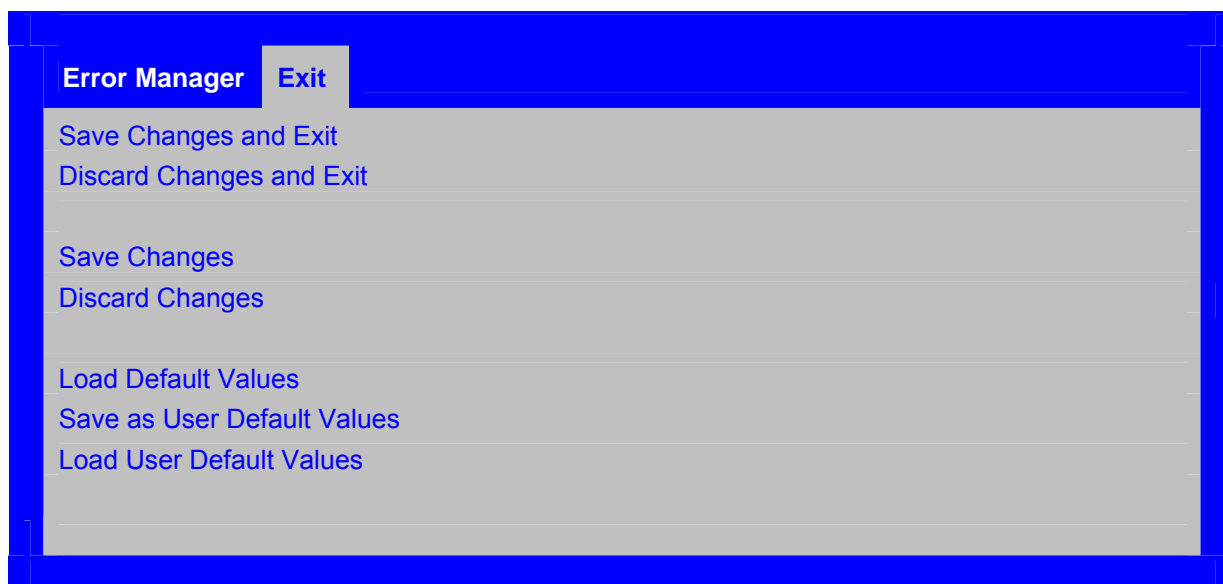 Error Manager Exit
Save Changes and Exit
Discard Changes and Exit
Save Changes
Discard Changes
Load Default Values
Save as User Default Values
Load User Default Values